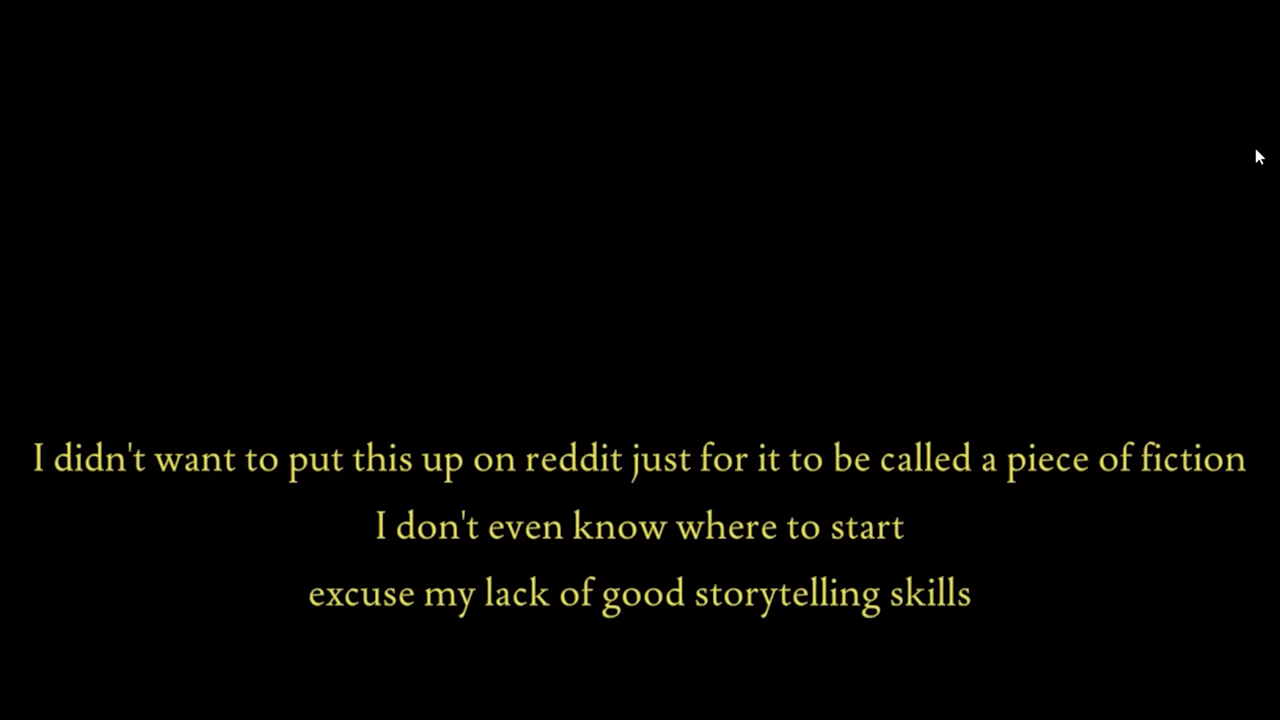 I didn't want to put this up on reddit just for it to be called a piece of fiction
I don't even know where to start
excuse my lack of good storytelling skills